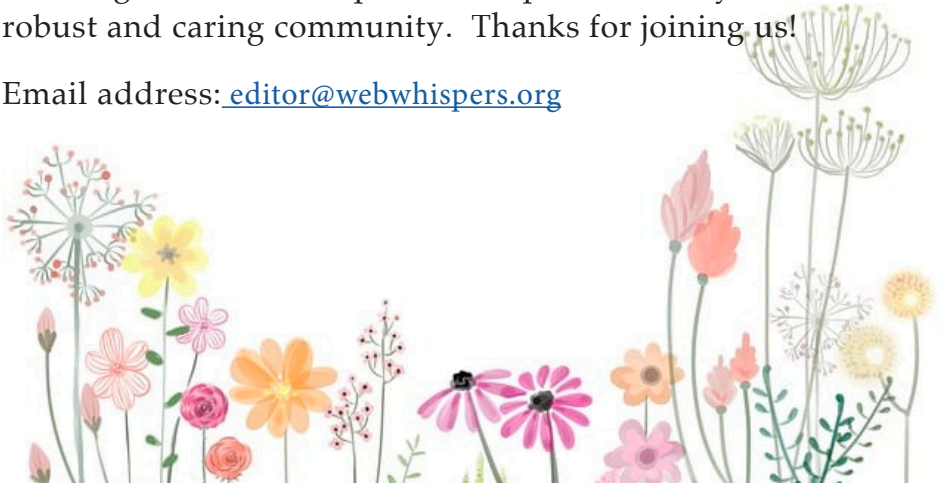 robust and caring community.  Thanks for joining us!
Email address: editor@webwhispers.org